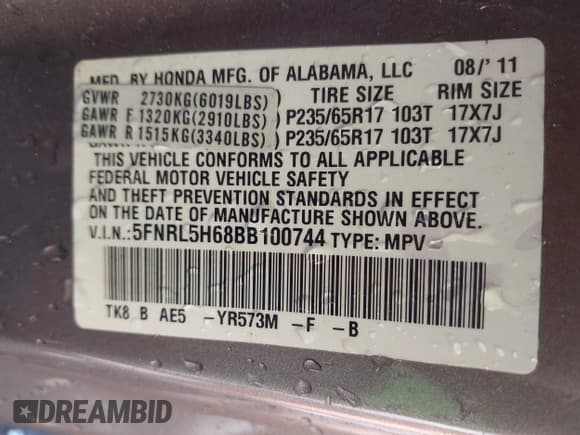 MFD. BY HONDA MFG. OF ALABAMA, LLC 08/'11
GVWR 2730KG(6019LBS) TIRE SIZE RIM SIZE
GAWR F 1320KG(2910LBS) P235/65R17 103T 17X7J
GAWR R 1515KG(3340LBS) P235/65R17 103T 17X7J
THIS VEHICLE CONFORMS TO ALL APPLICABLE
FEDERAL MOTOR VEHICLE SAFETY
AND THEFT PREVENTION STANDARDS IN EFFECT
ON THE DATE OF MANUFACTURE SHOWN ABOVE.
V.I.N.:5FNRL5H68BB100744 TYPE: MPV
TK8 B AE5 -YR573M -F -B
DREAMBID